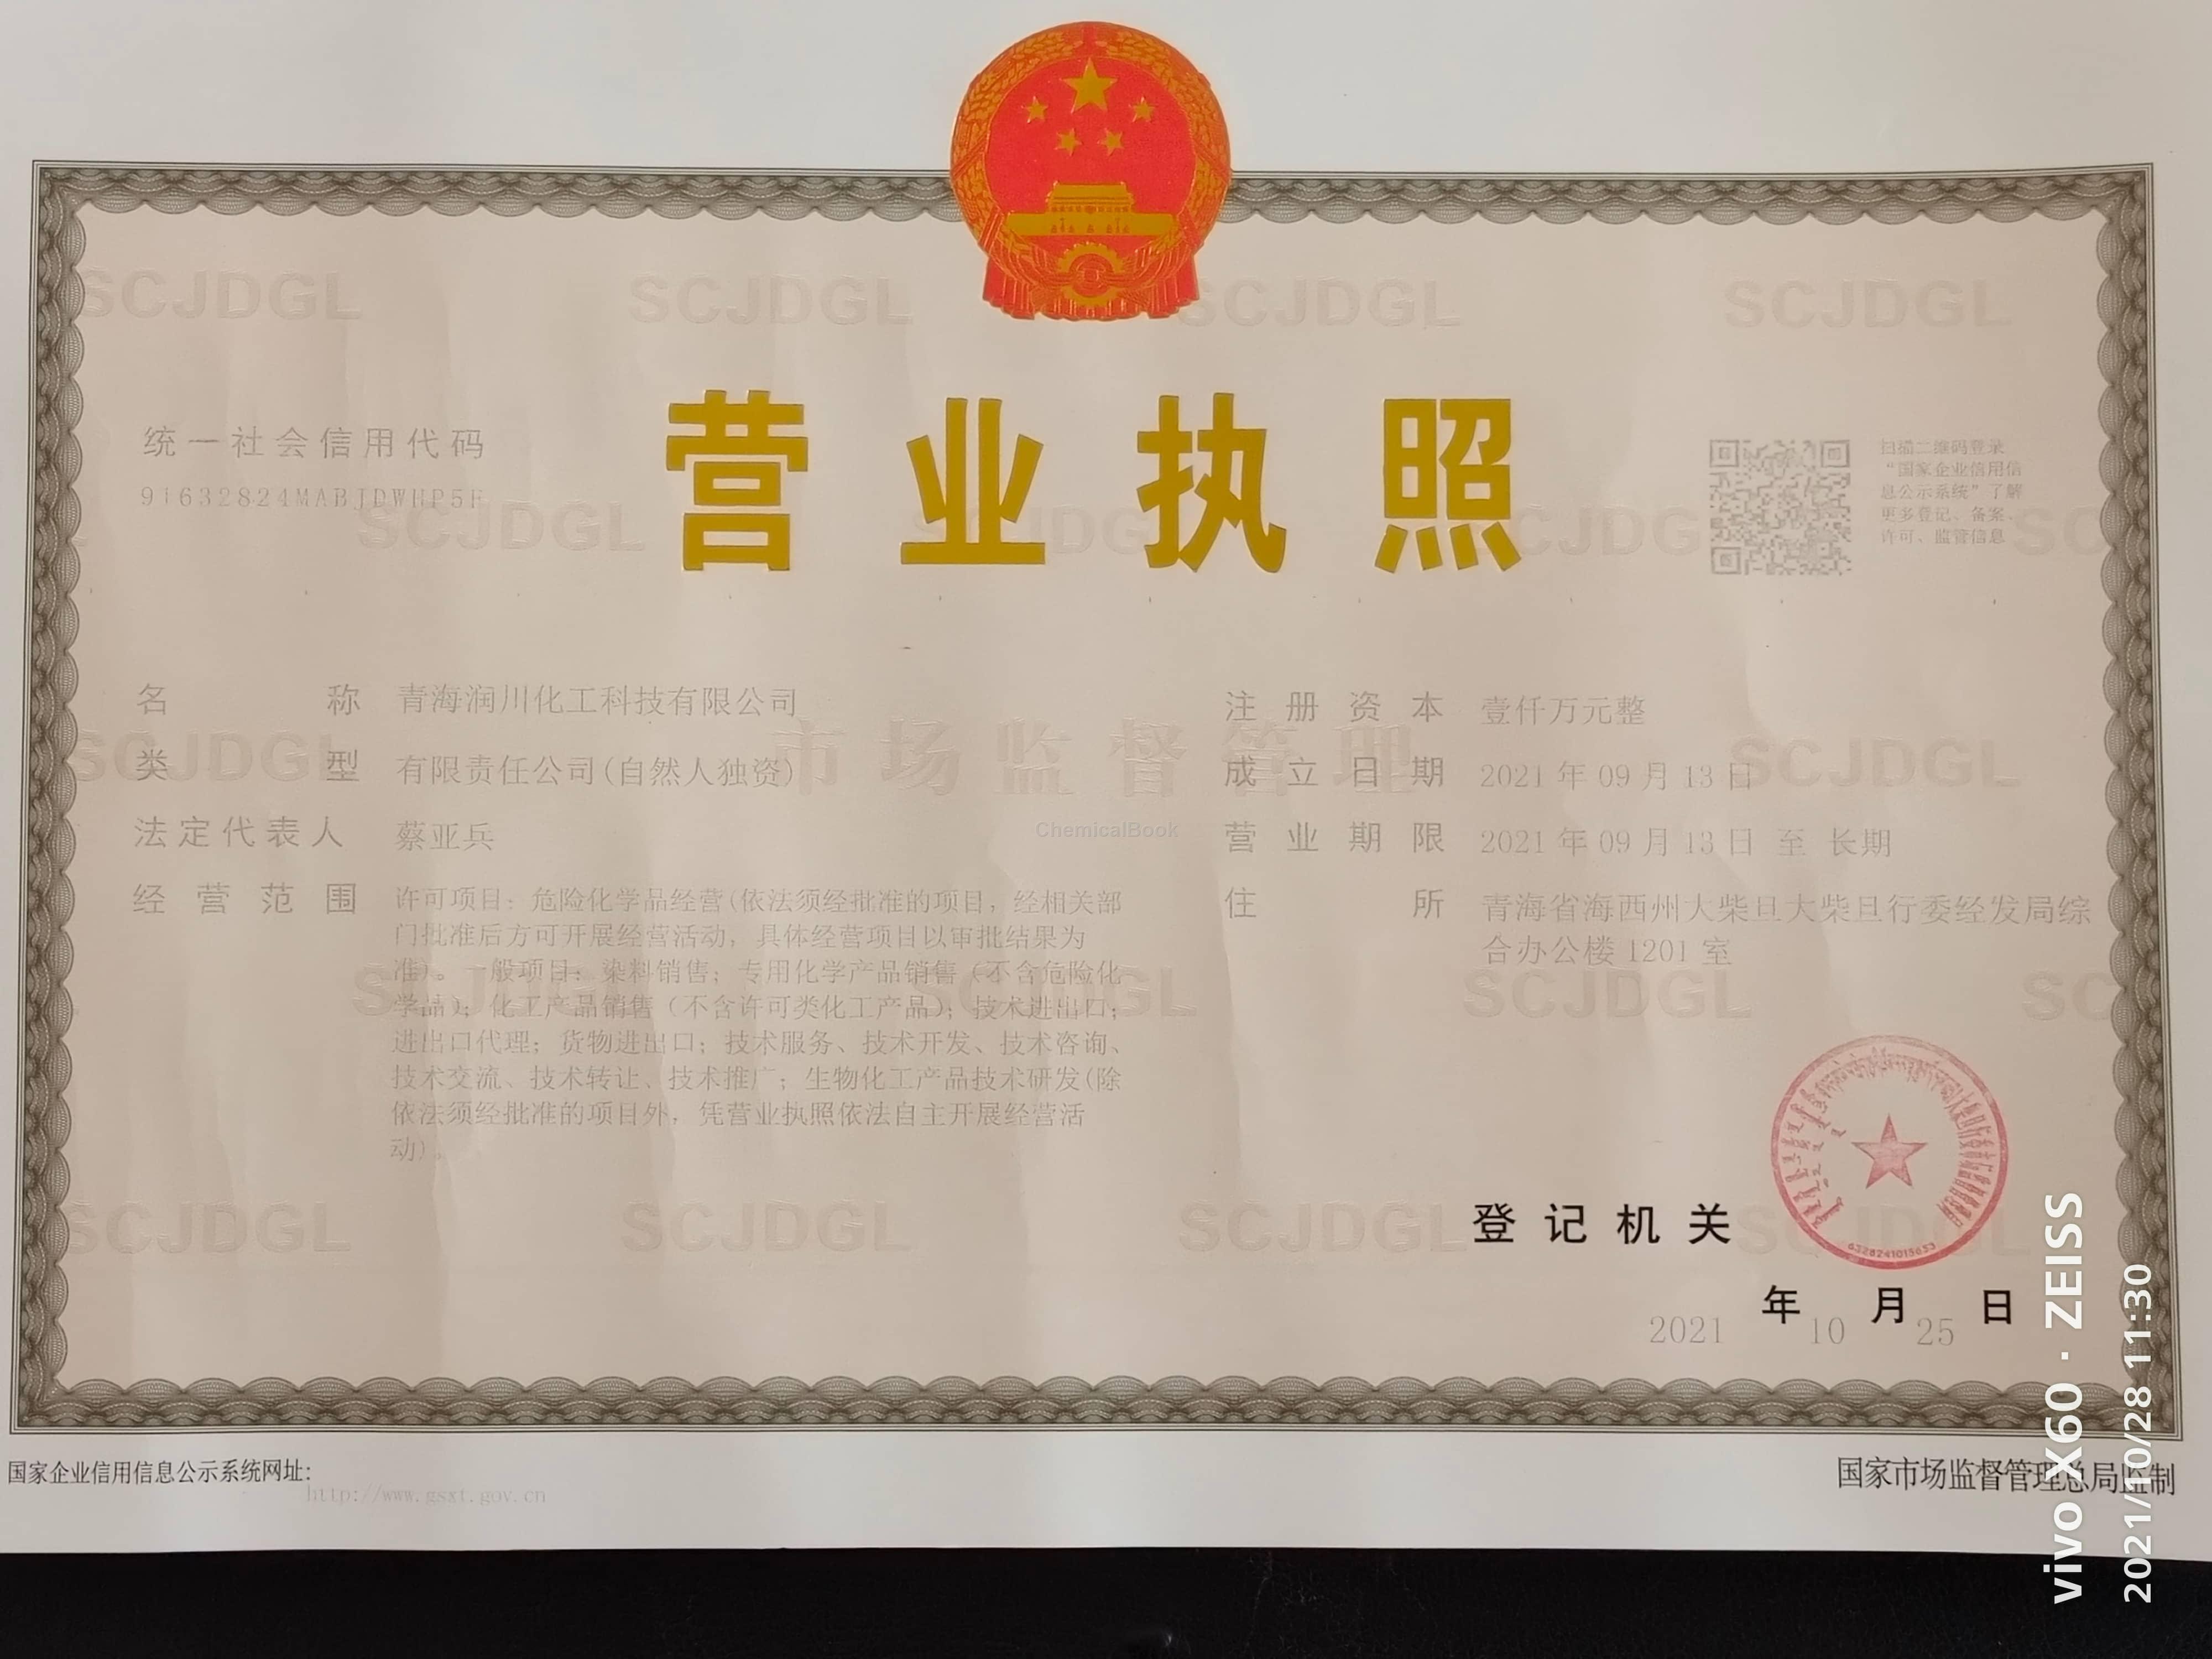 营业执照
统一社会信用代码
91632824MABJDWHP5F
扫描二维码登录
“国家企业信用信
息公示系统”了解
更多登记、备案、
许可、监管信息
名称 青海润川化工科技有限公司
类型 有限责任公司(自然人独资)
法定代表人 蔡亚兵
经营范围 许可项目：危险化学品经营(依法须经批准的项目，经相关部
门批准后方可开展经营活动，具体经营项目以审批结果为
准)。一般项目：染料销售；专用化学产品销售（不含危险化
学品）；化工产品销售（不含许可类化工产品）；技术进出口；
进出口代理；货物进出口；技术服务、技术开发、技术咨询、
技术交流、技术转让、技术推广；生物化工产品技术研发(除
依法须经批准的项目外，凭营业执照依法自主开展经营活
动)。
注册资本 壹仟万元整
成立日期 2021年09月13日
营业期限 2021年09月13日 至 长期
住所 青海省海西州大柴旦大柴旦行委经发局综
合办公楼1201室
市场监督管理
ChemicalBook
SCJDGL
登记机关
6328241015653
2021年10月25日
国家企业信用信息公示系统网址：
http://www.gsxt.gov.cn
国家市场监督管理总局监制
vivo X60 · ZEISS
2021/10/28 11:30